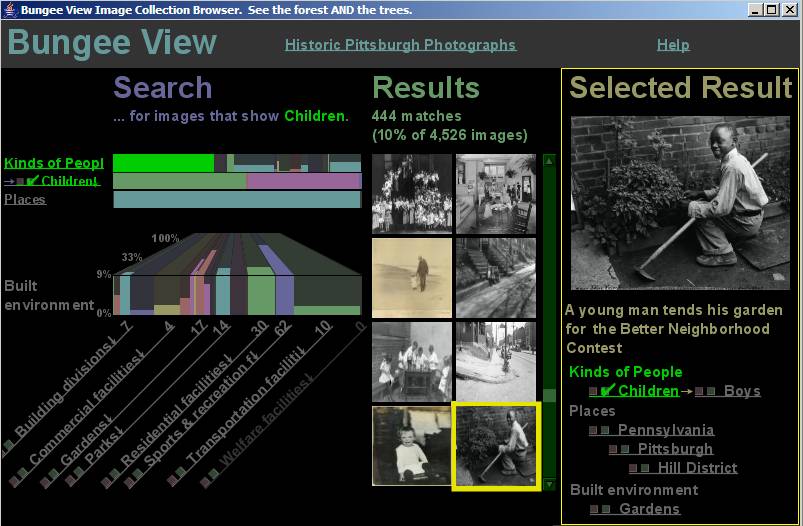 Bungee View Image Collection Browser. See the forest AND the trees.
Bungee View
Historic Pittsburgh Photographs
Help
Search
... for images that show Children.
Results
444 matches
(10% of 4,526 images)
Selected Result
Kinds of Peopl
Children
Places
100%
33%
9%
0%
Built
environment
7
4
17
14
30
62
10
0
Building divisions
Commercial facilities
Gardens
Parks
Residential facilities
Sports & recreation f
Transportation faciliti
Welfare facilities
A young man tends his garden
for the Better Neighborhood
Contest
Kinds of People
Children→ Boys
Places
Pennsylvania
Pittsburgh
Hill District
Built environment
Gardens